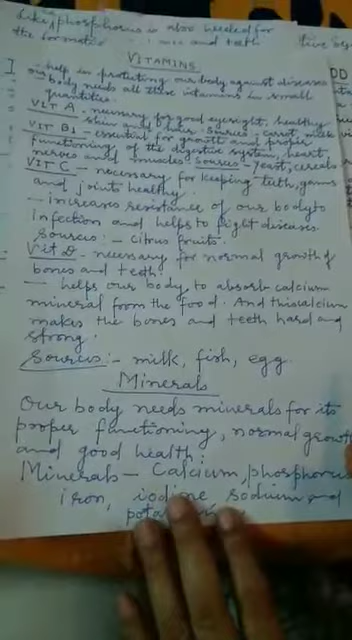 Like, phosphorus is also needed for
the formation and teeth
VITAMINS
help in protecting our body against diseases
our body needs all these vitamins in small
quantities.
VIT A - necessary for good eyesight, healthy
skin and hair. Sources - carrot, milk
VIT B1 - essential for growth and proper
functioning of the digestive system, heart
nerves and muscles. Sources - yeast, cereals
VIT C - necessary for keeping teeth, gums
and joints healthy.
- increases resistance of our body to
infection and helps to fight diseases
Sources :- Citrus fruits.
Vit D - necessary for normal growth of
bones and teeth.
- helps our body to absorb calcium
mineral from the food. And this calcium
makes the bones and teeth hard and
strong.
Sources :- milk, fish, egg
Minerals
Our body needs minerals for its
proper functioning, normal growth
and good health:
Minerals - Calcium, phosphorus
iron, iodine, sodium and